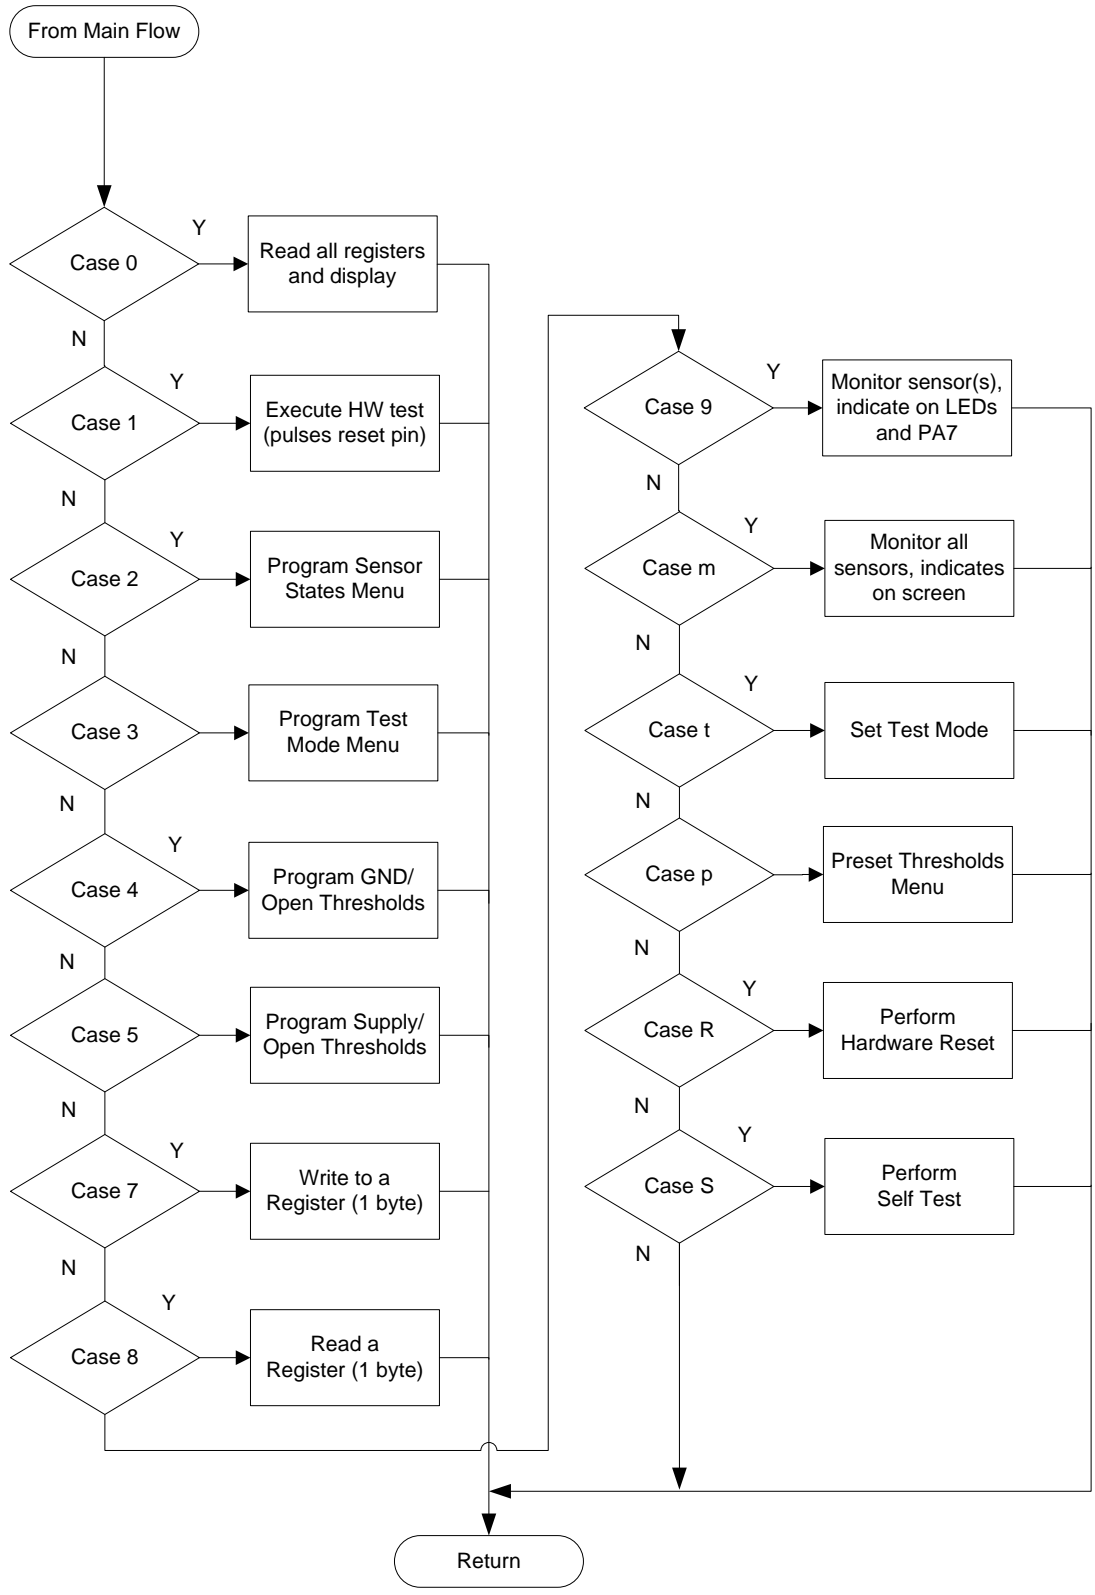 From Main Flow
Y
Case 0
Read all registers
and display
N
Y
Case 1
Execute HW test
(pulses reset pin)
N
Y
Case 2
Program Sensor
States Menu
N
Case 3
Program Test
Mode Menu
N
Y
Case 4
Program GND/
Open Thresholds
N
Case 5
Program Supply/
Open Thresholds
N
Y
Case 7
Write to a
Register (1 byte)
N
Y
Case 8
Read a
Register (1 byte)
Y
Case 9
Monitor sensor(s),
indicate on LEDs
and PA7
N
Y
Case m
Monitor all
sensors, indicates
on screen
N
Y
Case t
Set Test Mode
N
Case p
Preset Thresholds
Menu
N
Y
Case R
Perform
Hardware Reset
N
Y
Case S
Perform
Self Test
N
Return